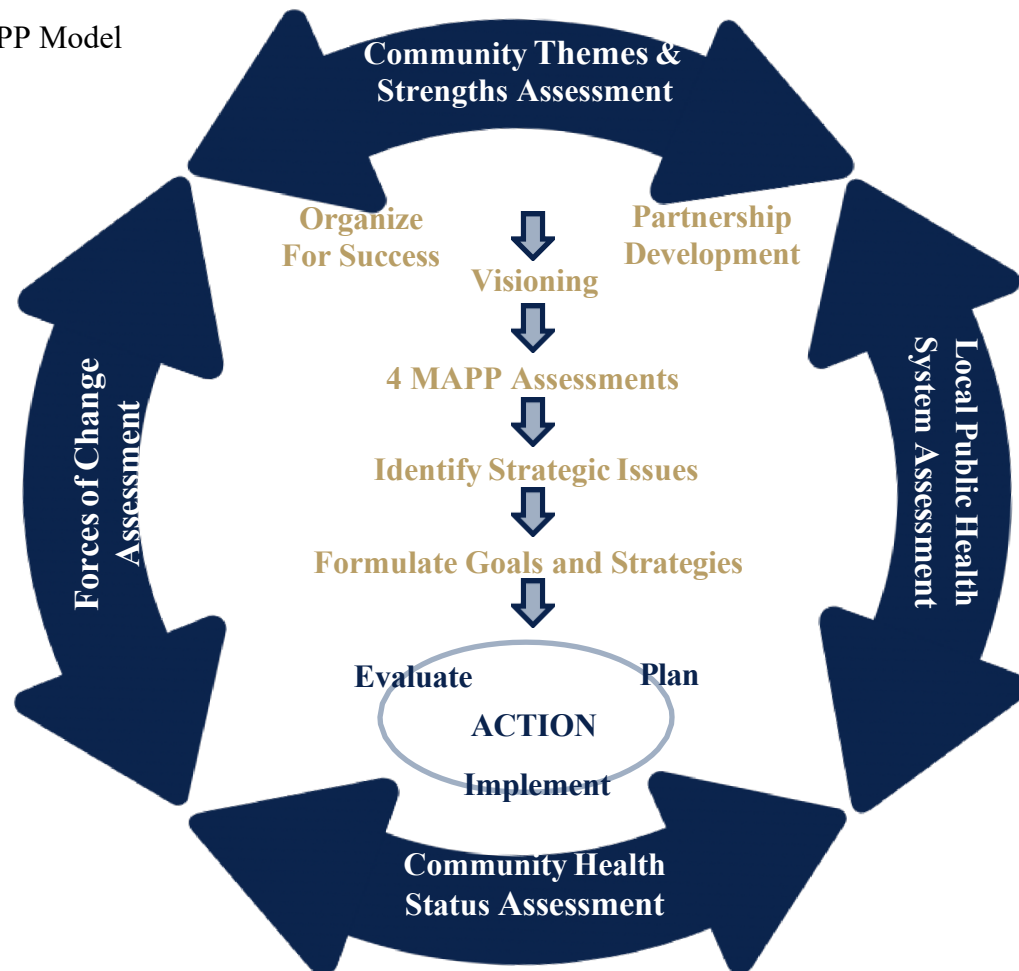 PP Model
Community Themes &
Strengths Assessment
Organize
For Success
Partnership
Development
Visioning
4 MAPP Assessments
Identify Strategic Issues
Formulate Goals and Strategies
Forces of Change
Assessment
Local Public Health
System Assessment
Evaluate
Plan
ACTION
Implement
Community Health
Status Assessment